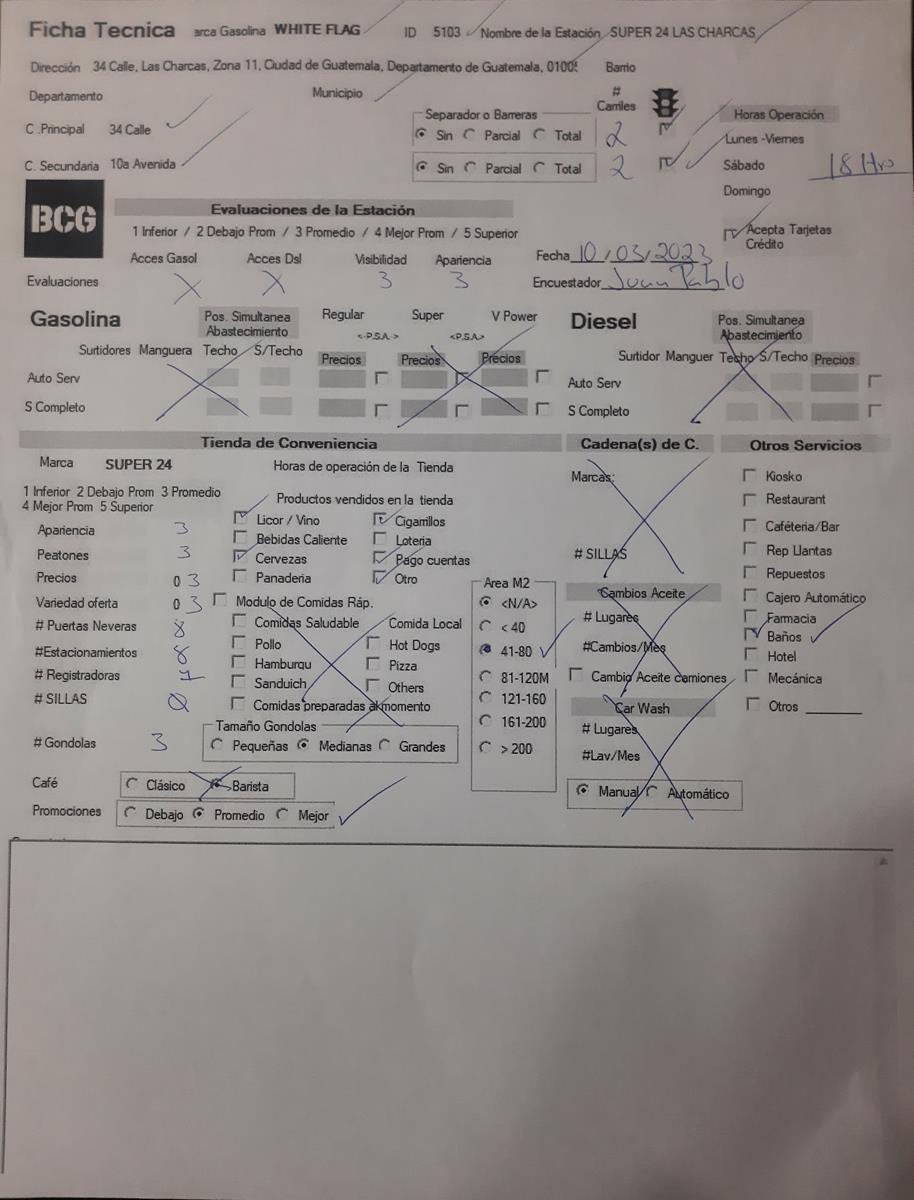 Ficha Tecnica arca Gasolina WHITE FLAG ID 5103 Nombre de la Estación SUPER 24 LAS CHARCAS
Dirección 34 Calle, Las Charcas, Zona 11, Ciudad de Guatemala, Departamento de Guatemala, 01005 Barrio
Departamento Municipio # Carriles
Separador o Barreras Horas Operación
C .Principal 34 Calle Sin Parcial Total 2 Lunes -Viernes
C. Secundaria 10a Avenida Sin Parcial Total 2 Sábado 18 Hrs
Domingo
BCG Evaluaciones de la Estación
1 Inferior / 2 Debajo Prom / 3 Promedio / 4 Mejor Prom / 5 Superior Acepta Tarjetas Crédito
Acces Gasol Acces Dsl Visibilidad Apariencia Fecha 10/03/2023
Evaluaciones X X 3 3 Encuestador Juan Pablo
Gasolina Pos. Simultanea Abastecimiento Regular Super V Power Diesel Pos. Simultanea Abastecimiento
<-P.S.A-> <P.S.A>
Surtidores Manguera Techo S/Techo Precios Precios Precios Surtidor Manguer Techo S/Techo Precios
Auto Serv Auto Serv
S Completo S Completo
Tienda de Conveniencia Cadena(s) de C. Otros Servicios
Marca SUPER 24 Horas de operación de la Tienda Marcas: Kiosko
1 Inferior 2 Debajo Prom 3 Promedio
4 Mejor Prom 5 Superior Productos vendidos en la tienda Restaurant
Apariencia 3 Licor / Vino Cigarrillos Caféteria/Bar
Peatones 3 Bebidas Caliente Loteria # SILLAS Rep Llantas
Cervezas Pago cuentas
Precios 0 3 Panaderia Otro Area M2 Repuestos
Variedad oferta 0 3 Modulo de Comidas Ráp. <N/A> Cambios Aceite Cajero Automático
# Puertas Neveras 8 Comidas Saludable Comida Local < 40 # Lugares Farmacia
#Estacionamientos 8 Pollo Hot Dogs 41-80 #Cambios/Mes Baños
Hamburqu Pizza Hotel
# Registradoras 1 Sanduich Others 81-120M Cambio Aceite camiones Mecánica
# SILLAS 0 Comidas preparadas al momento 121-160 Car Wash Otros
Tamaño Gondolas 161-200 # Lugares
# Gondolas 3 Pequeñas Medianas Grandes > 200 #Lav/Mes
Café Clásico Barista Manual Automático
Promociones Debajo Promedio Mejor